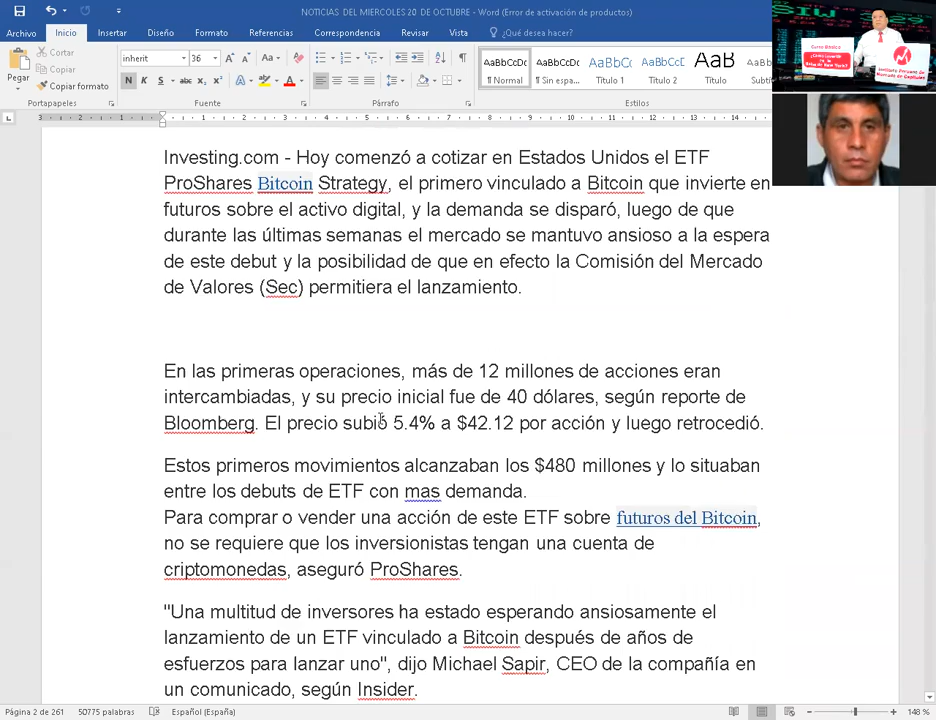 NOTICIAS DEL MIERCOLES 20 DE OCTUBRE - Word (Error de activación de productos)
Archivo Inicio Insertar Diseño Formato Referencias Correspondencia Revisar Vista ¿Qué desea hacer?
Pegar
Cortar
Copiar
Copiar formato
Portapapeles
inherit 36
Fuente
Párrafo
AaBbCcDc AaBbCcDc AaBbCcD AaBbCcD AaB AaBbCcD
¶ Normal ¶ Sin espa... Título 1 Título 2 Título Subtí
Estilos
Investing.com - Hoy comenzó a cotizar en Estados Unidos el ETF
ProShares Bitcoin Strategy, el primero vinculado a Bitcoin que invierte en
futuros sobre el activo digital, y la demanda se disparó, luego de que
durante las últimas semanas el mercado se mantuvo ansioso a la espera
de este debut y la posibilidad de que en efecto la Comisión del Mercado
de Valores (Sec) permitiera el lanzamiento.
En las primeras operaciones, más de 12 millones de acciones eran
intercambiadas, y su precio inicial fue de 40 dólares, según reporte de
Bloomberg. El precio subió 5.4% a $42.12 por acción y luego retrocedió.
Estos primeros movimientos alcanzaban los $480 millones y lo situaban
entre los debuts de ETF con mas demanda.
Para comprar o vender una acción de este ETF sobre futuros del Bitcoin,
no se requiere que los inversionistas tengan una cuenta de
criptomonedas, aseguró ProShares.
"Una multitud de inversores ha estado esperando ansiosamente el
lanzamiento de un ETF vinculado a Bitcoin después de años de
esfuerzos para lanzar uno", dijo Michael Sapir, CEO de la compañía en
un comunicado, según Insider.
Página 2 de 261 50775 palabras Español (España) 148 %